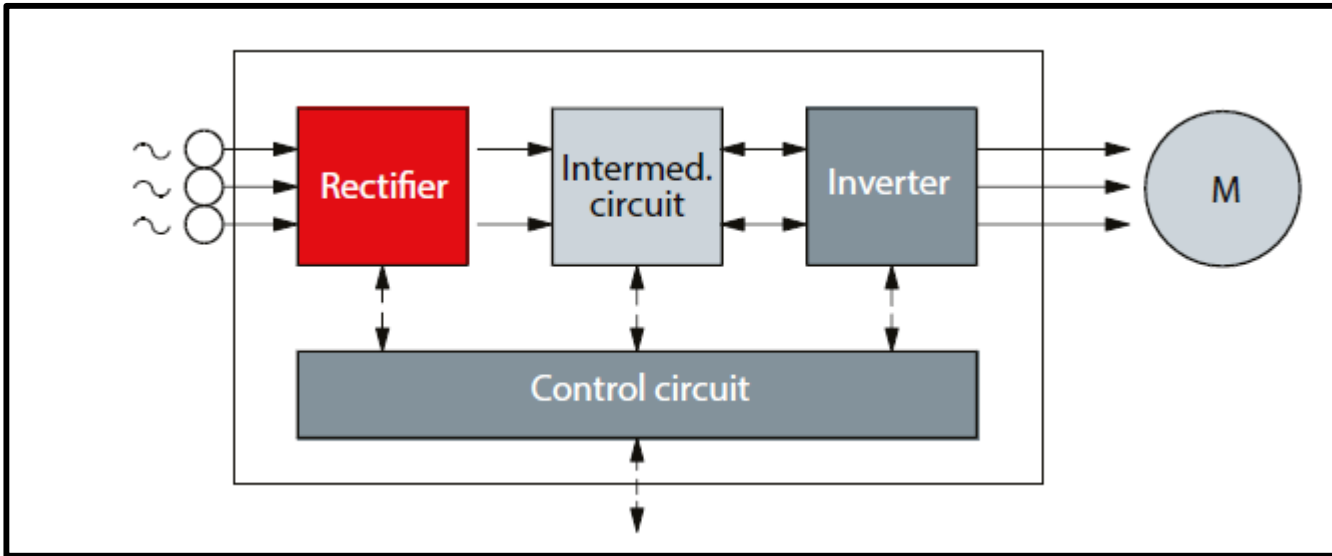 Rectifier
Intermed.
circuit
Inverter
M
Control circuit